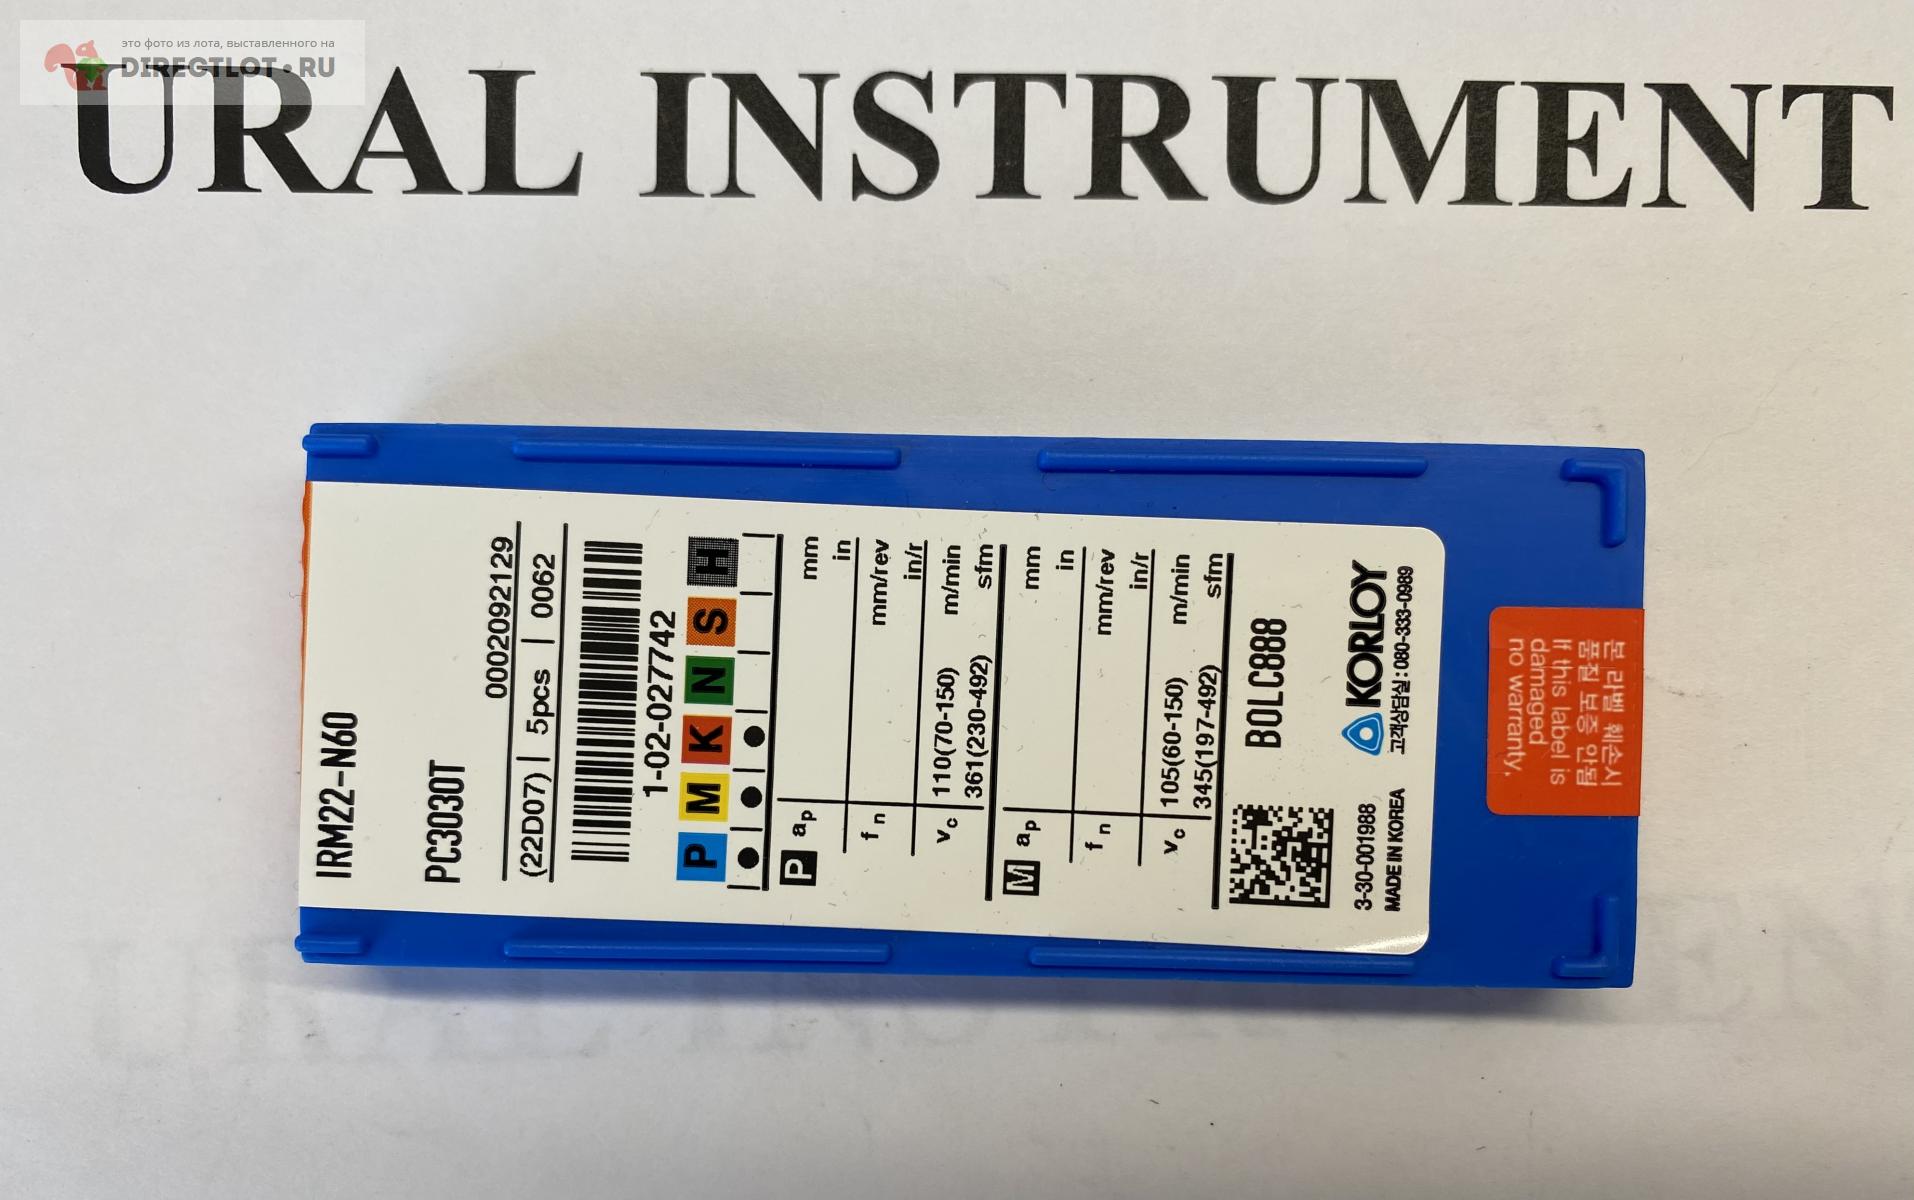 это фото из лота, выставленного на
DIRECTLOT.RU
URAL INSTRUMENT
IRM22-N60
PC3030T
0002092129
(22D07) | 5pcs | 0062
1-02-027742
P M K N S H
P ap mm
in
fn mm/rev
in/r
vc 110(70-150) m/min
361(230-492) sfm
M ap mm
in
fn mm/rev
in/r
vc 105(60-150) m/min
345(197-492) sfm
BOLC888
KORLOY
3-30-001988
고객상담실 : 080-333-0989
MADE IN KOREA
본 라벨 훼손시
품질 보증 안됨
If this label is
damaged
no warranty,